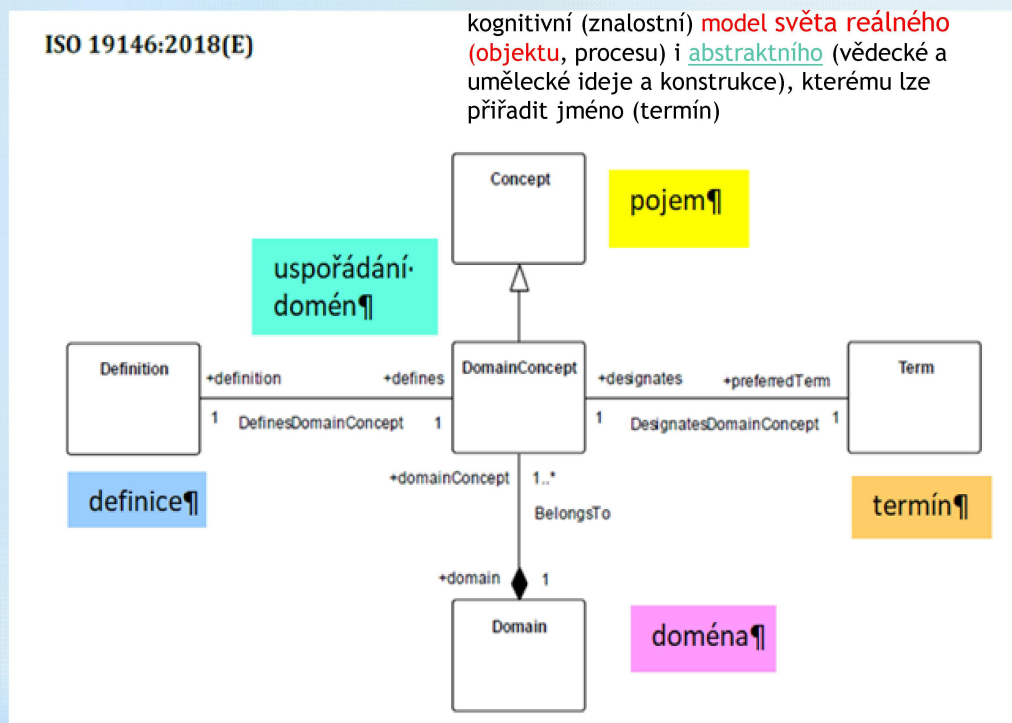 ISO 19146:2018(E)
kognitivní (znalostní) model světa reálného
(objektu, procesu) i abstraktního (vědecké a
umělecké ideje a konstrukce), kterému lze
přiřadit jméno (termín)
Concept
pojem¶
uspořádání·
domén¶
Definition
+definition
+defines
DomainConcept
+designates
+preferredTerm
Term
1
DefinesDomainConcept
1
1
DesignatesDomainConcept
1
definice¶
+domainConcept
1..*
termín¶
BelongsTo
+domain
1
Domain
doména¶